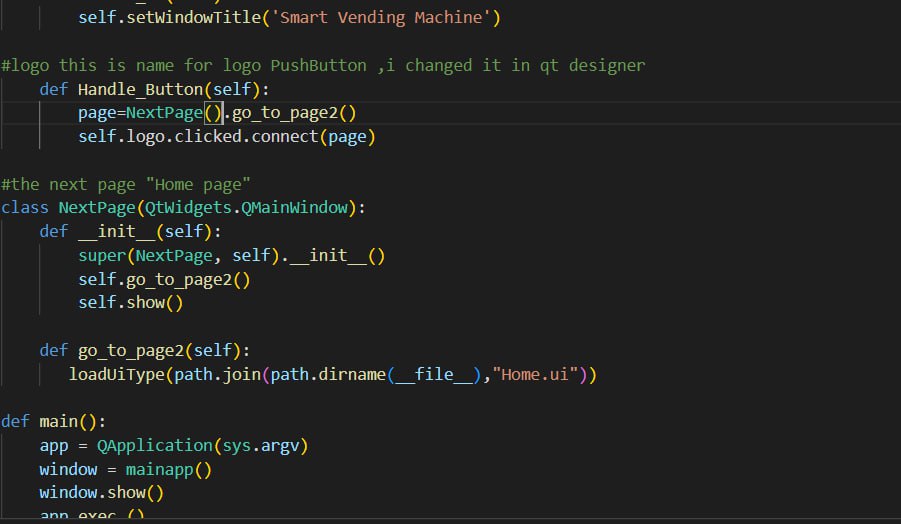 self.setWindowTitle('Smart Vending Machine')
#logo this is name for logo PushButton ,i changed it in qt designer
def Handle_Button(self):
page=NextPage().go_to_page2()
self.logo.clicked.connect(page)
#the next page "Home page"
class NextPage(QtWidgets.QMainWindow):
def __init__(self):
super(NextPage, self).__init__()
self.go_to_page2()
self.show()
def go_to_page2(self):
loadUiType(path.join(path.dirname(__file__),"Home.ui"))
def main():
app = QApplication(sys.argv)
window = mainapp()
window.show()
app.exec_()